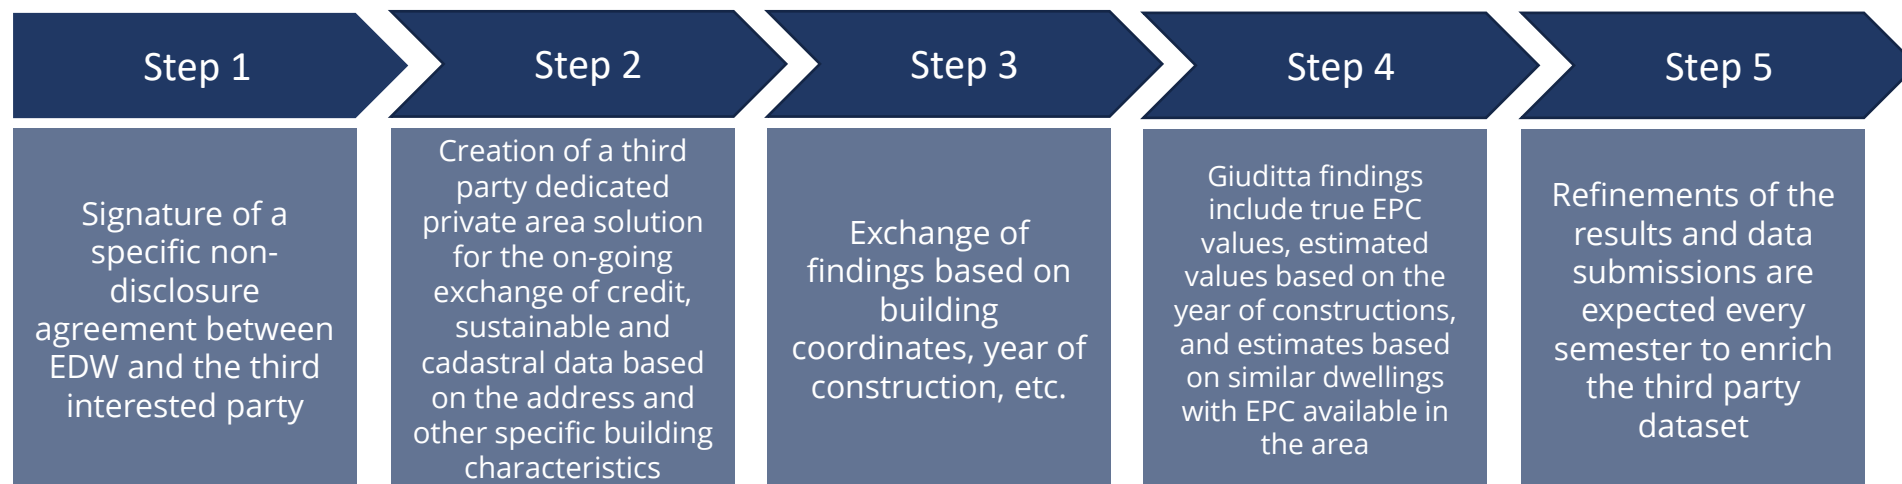 Step 1
Signature of a
specific non-
disclosure
agreement between
EDW and the third
interested party
Step 2
Creation of a third
party dedicated
private area solution
for the on-going
exchange of credit,
sustainable and
cadastral data based
on the address and
other specific building
characteristics
Step 3
Exchange of
findings based on
building
coordinates, year of
construction, etc.
Step 4
Giuditta findings
include true EPC
values, estimated
values based on the
year of constructions,
and estimates based
on similar dwellings
with EPC available in
the area
Step 5
Refinements of the
results and data
submissions are
expected every
semester to enrich
the third party
dataset